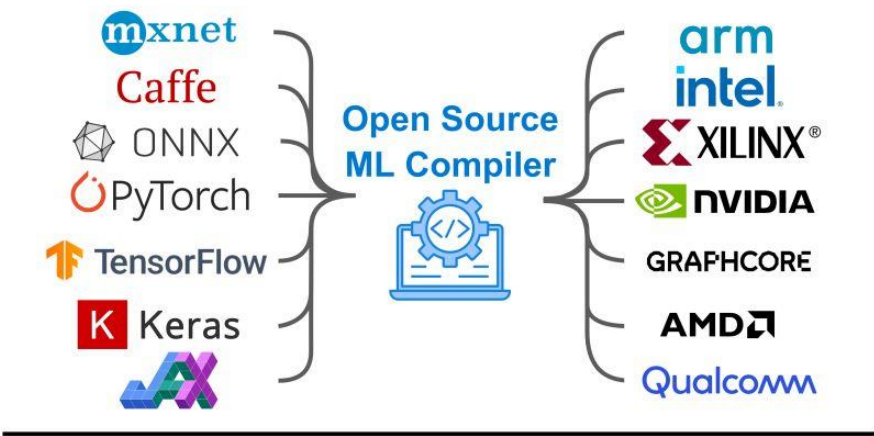 mxnet
Caffe
ONNX
PyTorch
TensorFlow
K Keras
JAX
Open Source
ML Compiler
</>
arm
intel.
XILINX®
NVIDIA
GRAPHCORE
AMD
Qualcomm